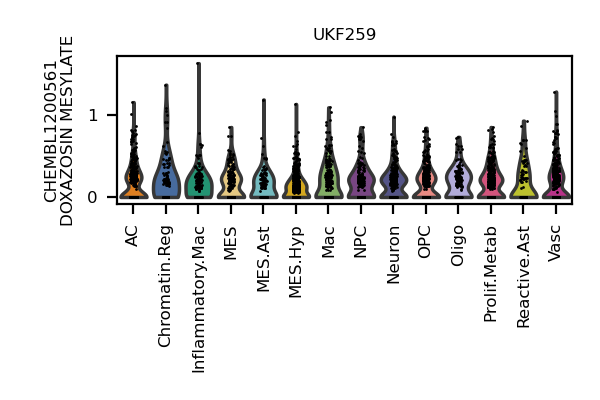 UKF259
CHEMBL1200561
DOXAZOSIN MESYLATE
1
0
AC
Chromatin.Reg
Inflammatory.Mac
MES
MES.Ast
MES.Hyp
Mac
NPC
Neuron
OPC
Oligo
Prolif.Metab
Reactive.Ast
Vasc